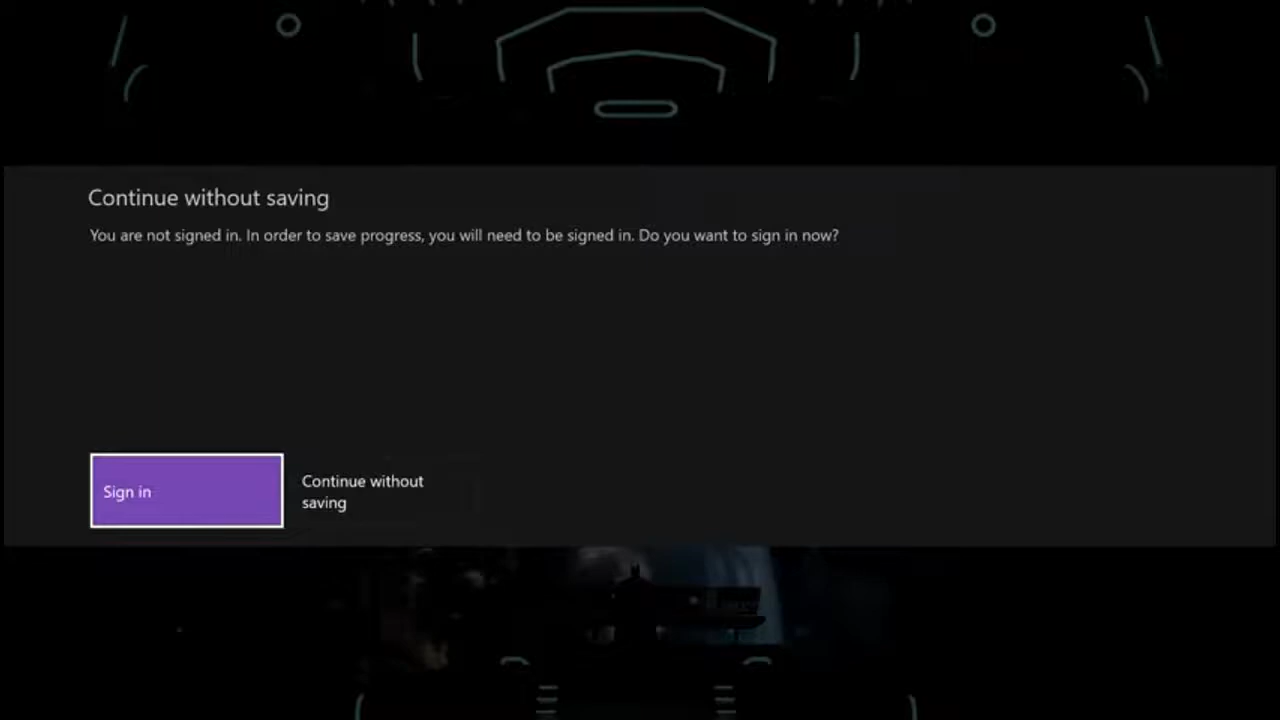 Continue without saving
You are not signed in. In order to save progress, you will need to be signed in. Do you want to sign in now?
Sign in
Continue without
saving